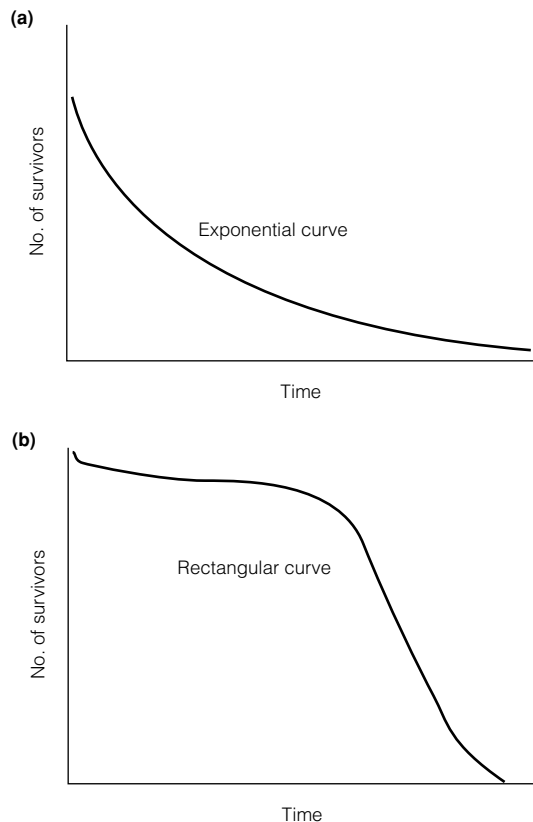 (a)
No. of survivors
Exponential curve
Time
(b)
No. of survivors
Rectangular curve
Time